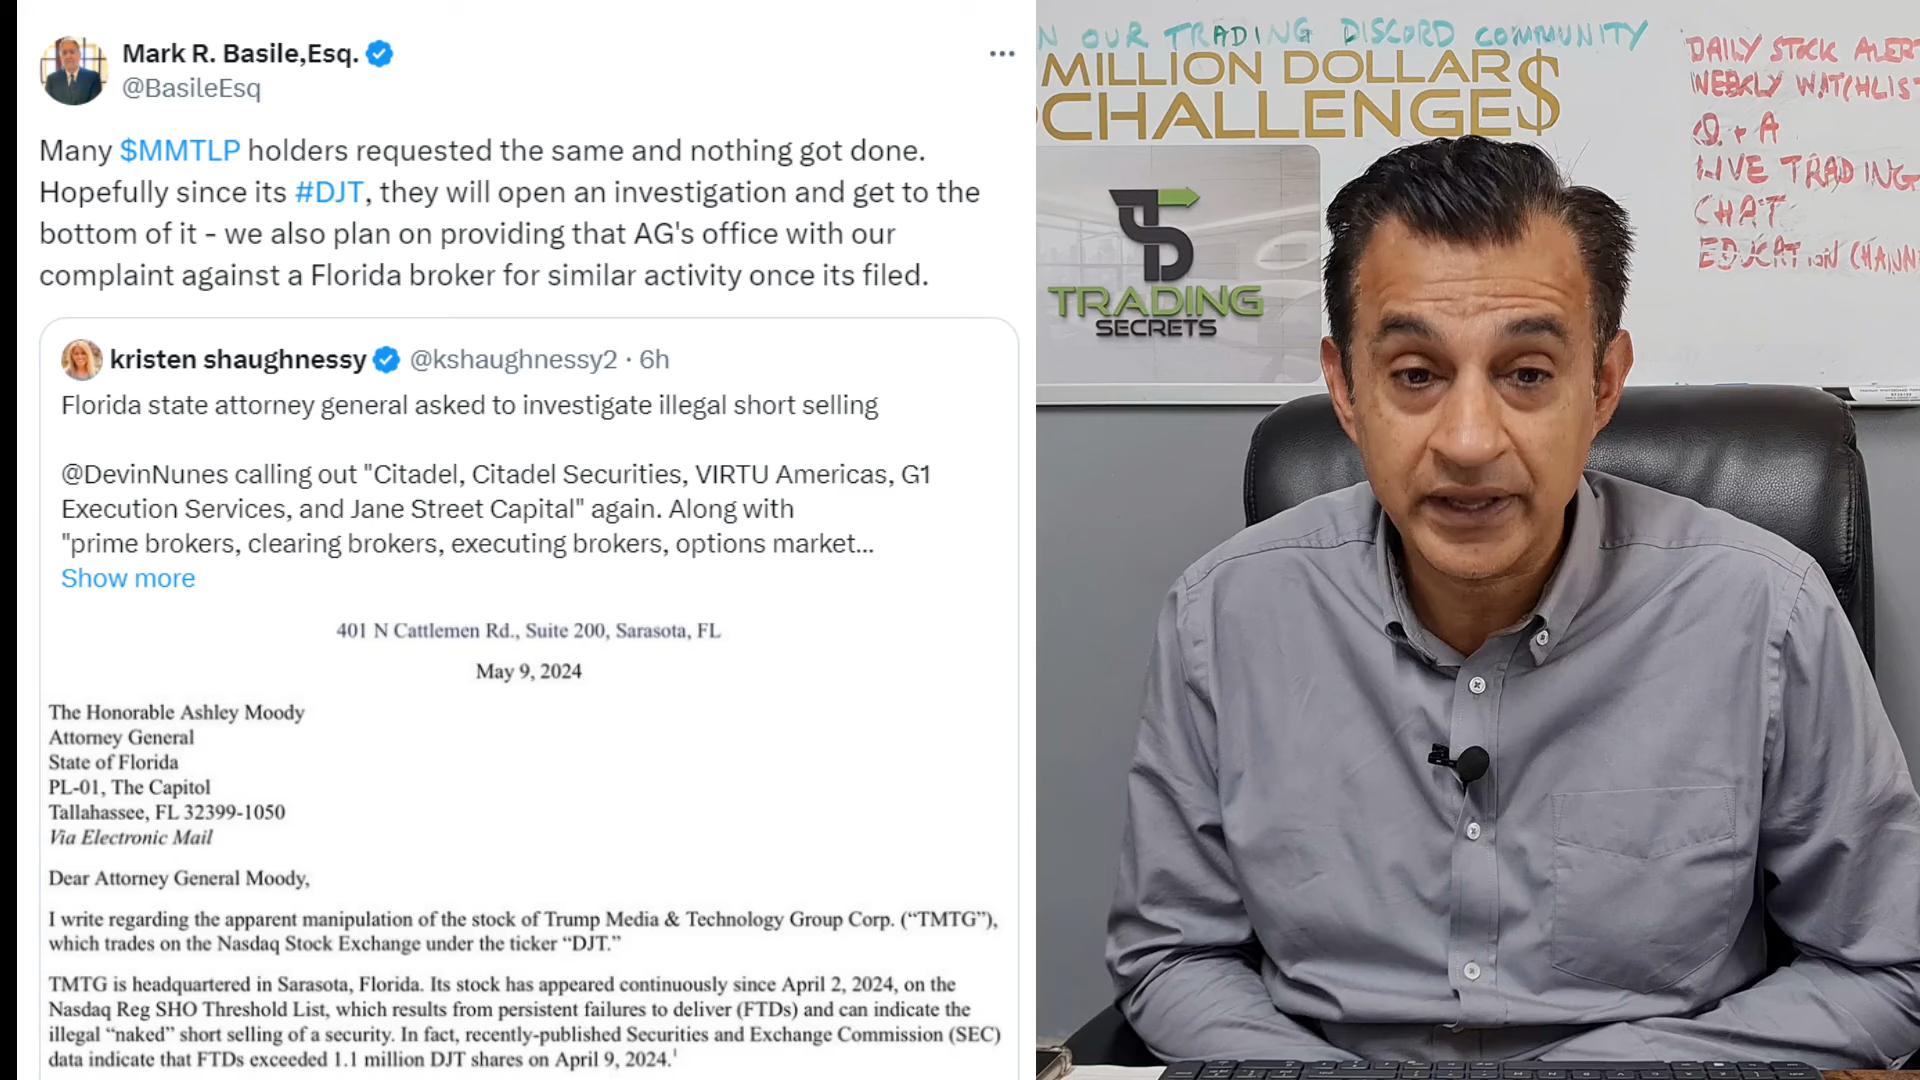 Mark R. Basile,Esq.
@BasileEsq
Many $MMTLP holders requested the same and nothing got done.
Hopefully since its #DJT, they will open an investigation and get to the
bottom of it - we also plan on providing that AG's office with our
complaint against a Florida broker for similar activity once its filed.
kristen shaughnessy @kshaughnessy2 · 6h
Florida state attorney general asked to investigate illegal short selling
@DevinNunes calling out "Citadel, Citadel Securities, VIRTU Americas, G1
Execution Services, and Jane Street Capital" again. Along with
"prime brokers, clearing brokers, executing brokers, options market...
Show more
401 N Cattlemen Rd., Suite 200, Sarasota, FL
May 9, 2024
The Honorable Ashley Moody
Attorney General
State of Florida
PL-01, The Capitol
Tallahassee, FL 32399-1050
Via Electronic Mail
Dear Attorney General Moody,
I write regarding the apparent manipulation of the stock of Trump Media & Technology Group Corp. (“TMTG”),
which trades on the Nasdaq Stock Exchange under the ticker “DJT.”
TMTG is headquartered in Sarasota, Florida. Its stock has appeared continuously since April 2, 2024, on the
Nasdaq Reg SHO Threshold List, which results from persistent failures to deliver (FTDs) and can indicate the
illegal “naked” short selling of a security. In fact, recently-published Securities and Exchange Commission (SEC)
data indicate that FTDs exceeded 1.1 million DJT shares on April 9, 2024.¹
N OUR TRADING DISCORD COMMUNITY
MILLION DOLLAR
CHALLENGE$
TRADING
SECRETS
DAILY STOCK ALERT
WEEKLY WATCHLIST
Q + A
LIVE TRADING
CHAT
EDUCATION CHANN